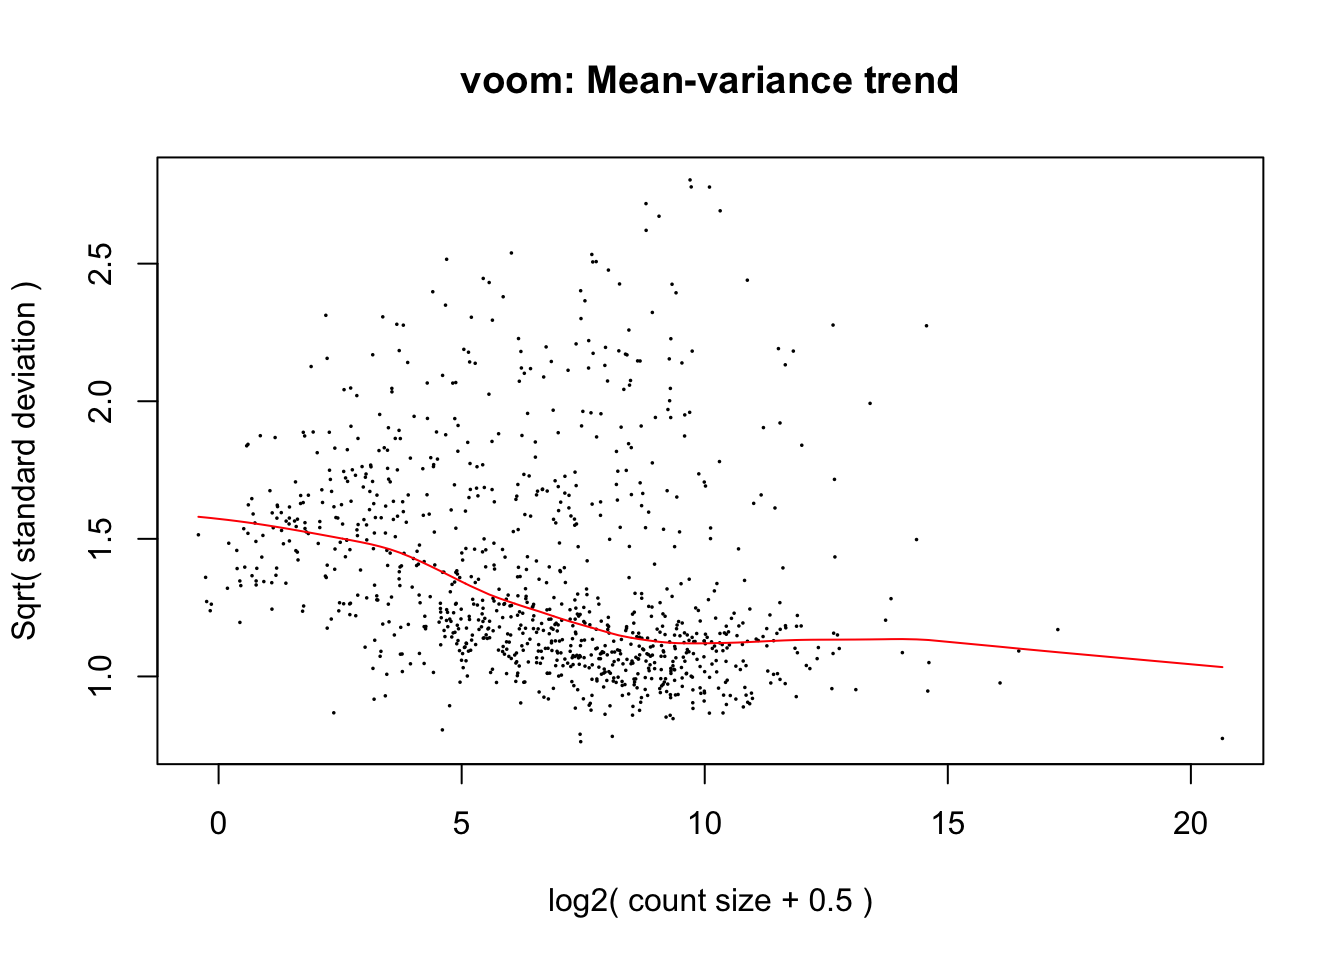 voom: Mean-variance trend
Sqrt( standard deviation )
2.5
2.0
1.5
1.0
0 5 10 15 20
log2( count size + 0.5 )